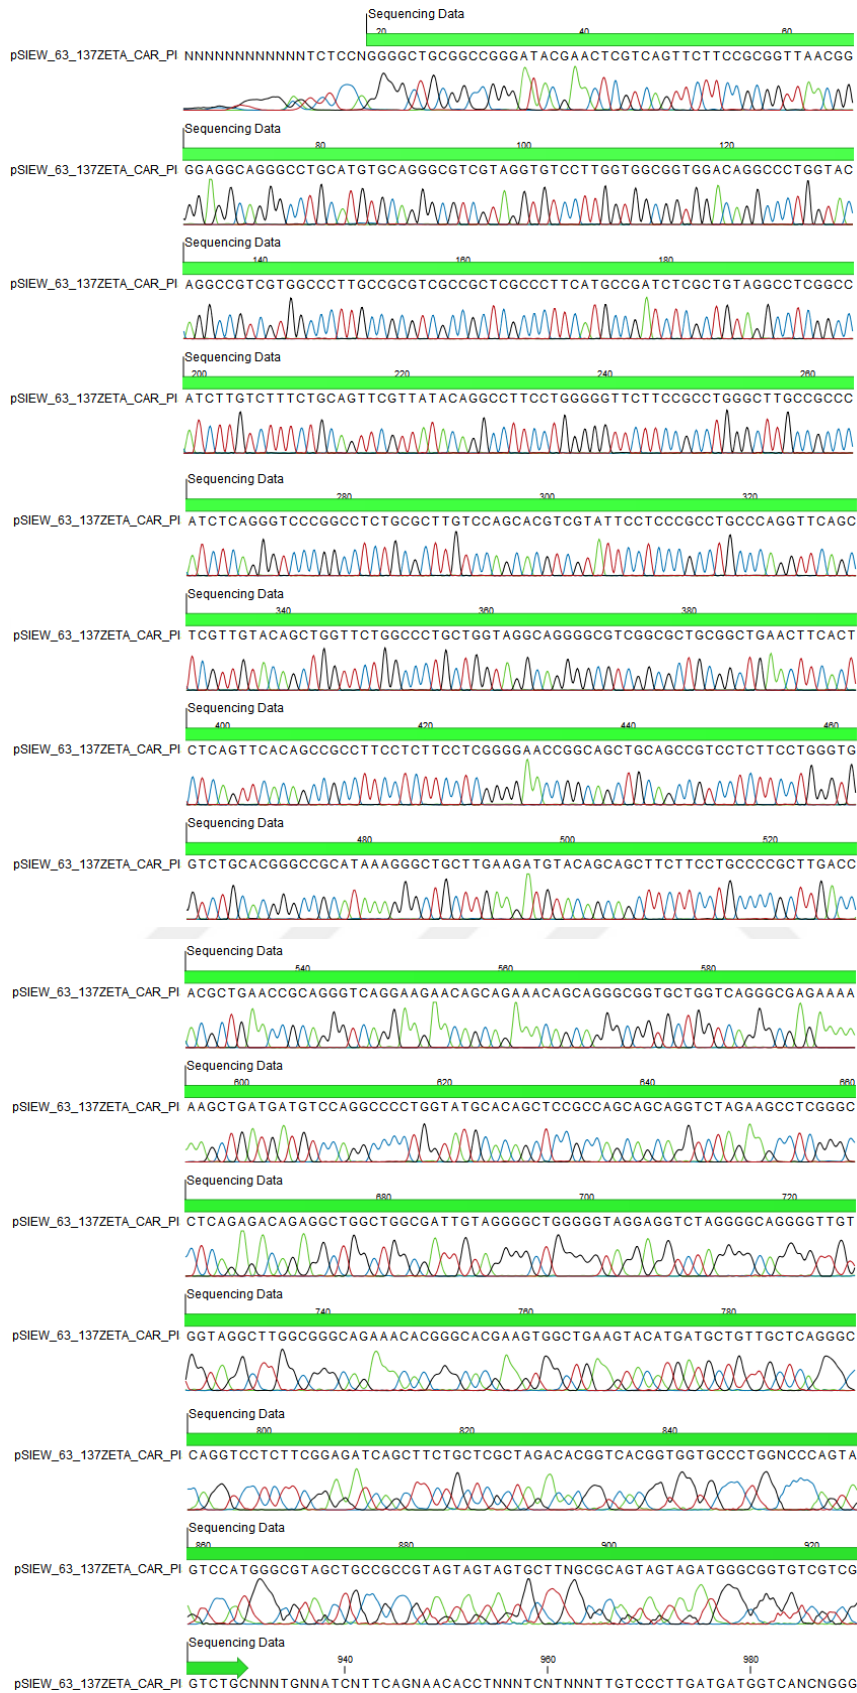 Sequencing Data
20 40 60
pSIEW_63_137ZETA_CAR_PI NNNNNNNNNNNNTCTCCNGGGGCTGCGGCCGGGATACGAACTCGTCAGTTCTTCCGCGGTTAACGG
Sequencing Data
80 100 120
pSIEW_63_137ZETA_CAR_PI GGAGGCAGGGCCTGCATGTGCAGGGCGTCGTAGGTGTCCTTGGTGGCGGTGGACAGGCCCTGGTAC
Sequencing Data
140 160 180
pSIEW_63_137ZETA_CAR_PI AGGCCGTCGTGGCCCTTGCCGCGTCGCCGCTCGCCCTTCATGCCGATCTCGCTGTAGGCCTCGGCC
Sequencing Data
200 220 240 260
pSIEW_63_137ZETA_CAR_PI ATCTTGTCTTTCTGCAGTTCGTTATACAGGCCTTCCTGGGGGTTCTTCCGCCTGGGCTTGCCGCCC
Sequencing Data
280 300 320
pSIEW_63_137ZETA_CAR_PI ATCTCAGGGTCCCGGCCTCTGCGCTTGTCCAGCACGTCGTATTCCTCCCGCCTGCCCAGGTTCAGC
Sequencing Data
340 360 380
pSIEW_63_137ZETA_CAR_PI TCGTTGTACAGCTGGTTCTGGCCCTGCTGGTAGGCAGGGGCGTCGGCGCTGCGGCTGAACTTCACT
Sequencing Data
400 420 440 460
pSIEW_63_137ZETA_CAR_PI CTCAGTTCACAGCCGCCTTCCTCTTCCTCGGGGAACCGGCAGCTGCAGCCGTCCTCTTCCTGGGTG
Sequencing Data
480 500 520
pSIEW_63_137ZETA_CAR_PI GTCTGCACGGGCCGCATAAAGGGCTGCTTGAAGATGTACAGCAGCTTCTTCCTGCCCCGCTTGACC
Sequencing Data
540 560 580
pSIEW_63_137ZETA_CAR_PI ACGCTGAACCGCAGGGTCAGGAAGAACAGCAGAAACAGCAGGGCGGTGCTGGTCAGGGCGAGAAAA
Sequencing Data
600 620 640 660
pSIEW_63_137ZETA_CAR_PI AAGCTGATGATGTCCAGGCCCCTGGTATGCACAGCTCCGCCAGCAGCAGGTCTAGAAGCCTCGGGC
Sequencing Data
680 700 720
pSIEW_63_137ZETA_CAR_PI CTCAGAGACAGAGGCTGGCTGGCGATTGTAGGGGCTGGGGGTAGGAGGTCTAGGGGCAGGGGTTGT
Sequencing Data
740 760 780
pSIEW_63_137ZETA_CAR_PI GGTAGGCTTGGCGGGCAGAAACACGGGCACGAAGTGGCTGAAGTACATGATGCTGTTGCTCAGGGC
Sequencing Data
800 820 840
pSIEW_63_137ZETA_CAR_PI CAGGTCCTCTTCGGAGATCAGCTTCTGCTCGCTAGACACGGTCACGGTGGTGCCCTGGNCCCAGTA
Sequencing Data
860 880 900 920
pSIEW_63_137ZETA_CAR_PI GTCCATGGGCGTAGCTGCCGCCGTAGTAGTAGTGCTTNGCGCAGTAGTAGATGGGCGGTGTCGTCG
Sequencing Data
940 960 980
pSIEW_63_137ZETA_CAR_PI GTCTGCNNNTGNNATCNTTCAGNAACACCTNNNTCNTNNNTTGTCCCTTGATGATGGTCANCNGGG